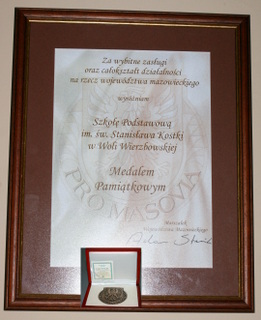 Za wybitne zasługi
oraz całokształt działalności
na rzecz województwa mazowieckiego
wyróżniam
Szkołę Podstawową
im. św. Stanisława Kostki
w Woli Wierzbowskiej
Medalem
Pamiątkowym
PRO MASOVIA
Marszałek
Województwa Mazowieckiego